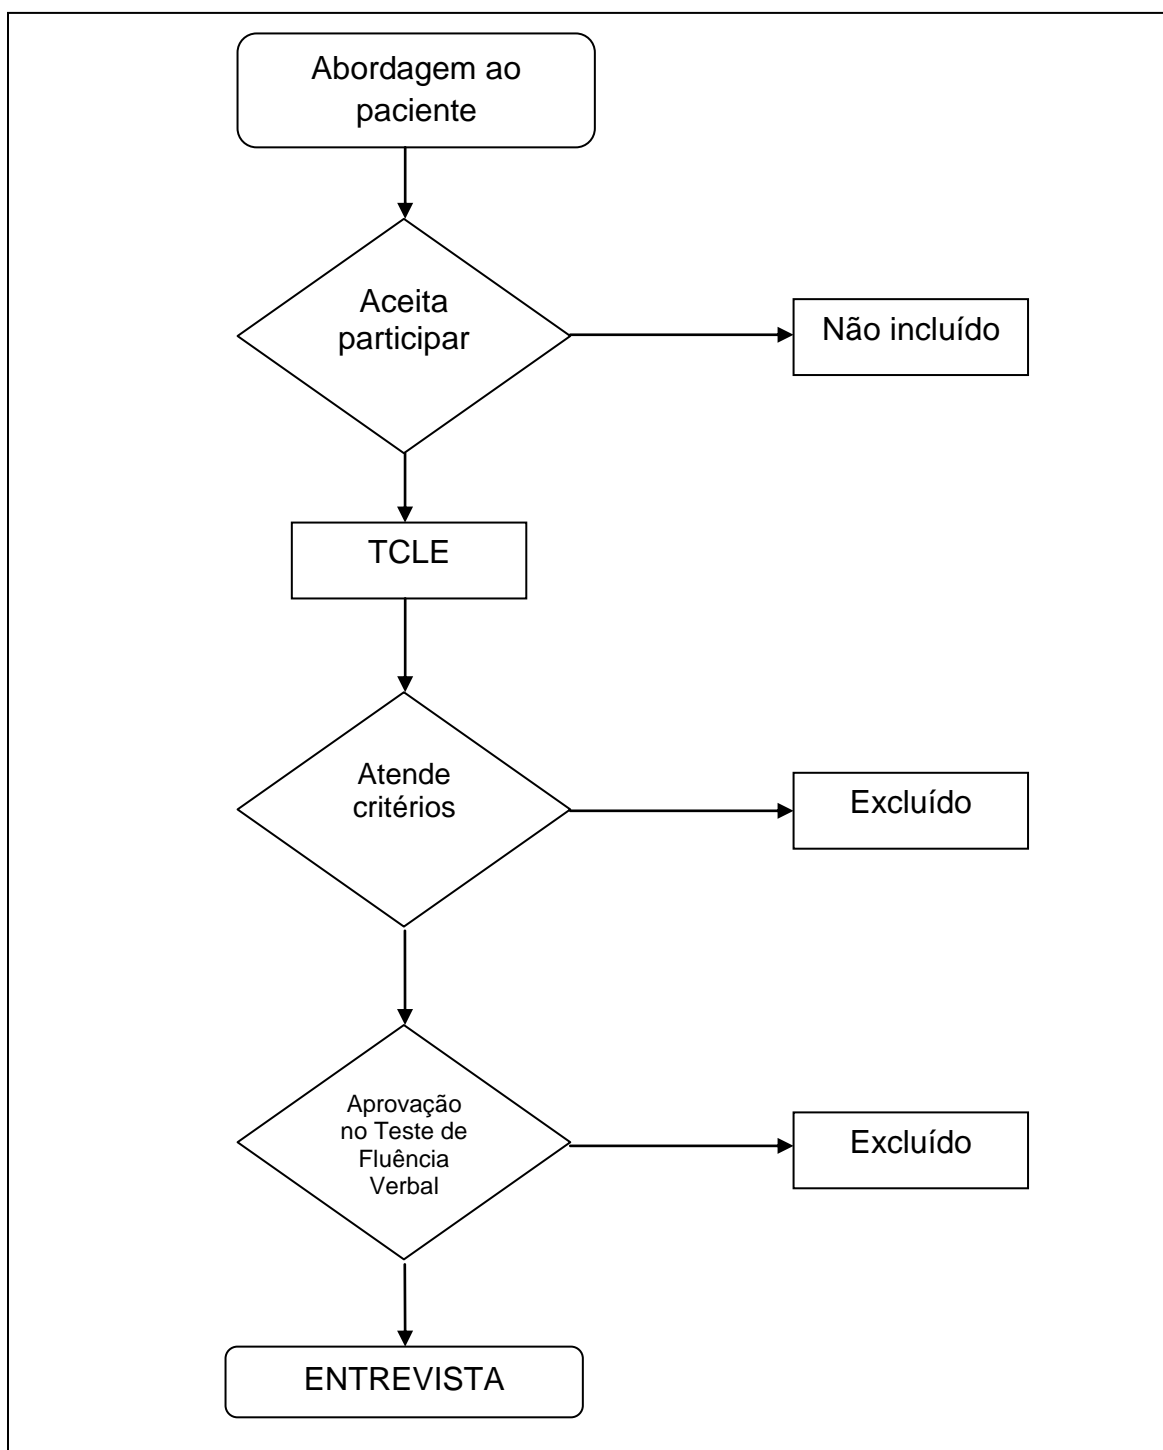 Abordagem ao
paciente
Aceita
participar
Não incluído
TCLE
Atende
critérios
Excluído
Aprovação
no Teste de
Fluência
Verbal
Excluído
ENTREVISTA